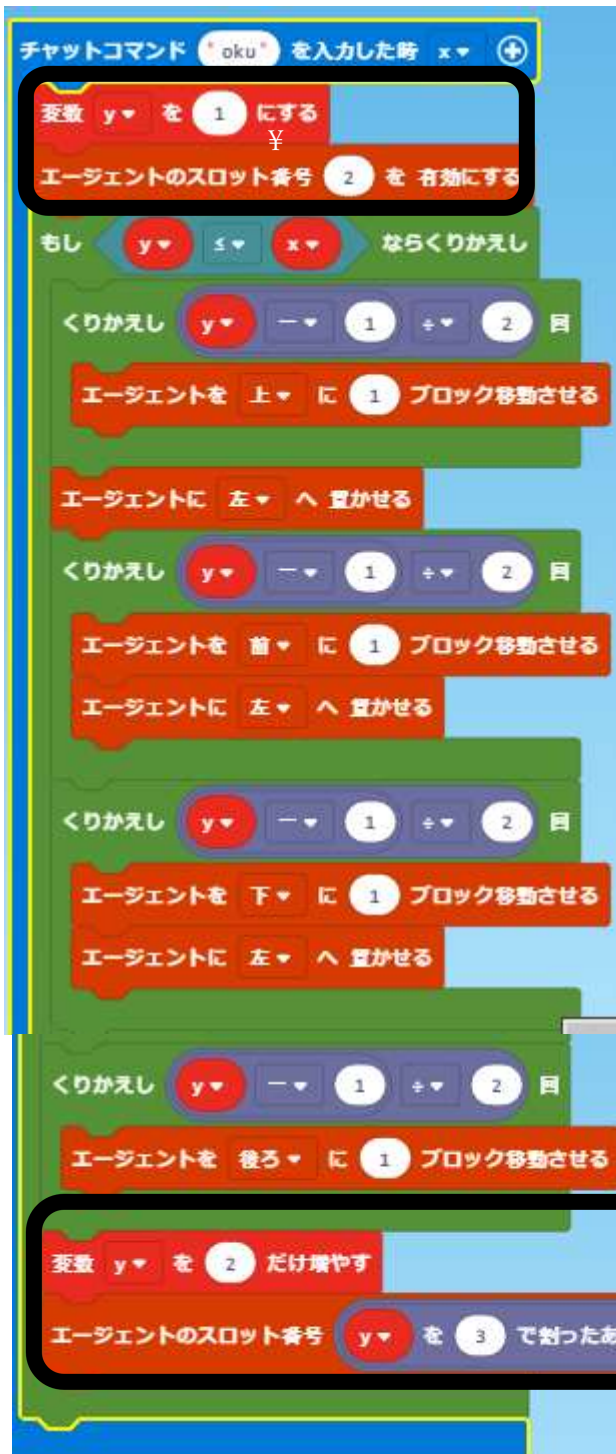 チャットコマンド "oku" を入力した時 x
変数 y を 1 にする
¥
エージェントのスロット番号 2 を 有効にする
もし y ≤ x ならくりかえし
くりかえし y - 1 ÷ 2 回
エージェントを 上 に 1 ブロック移動させる
エージェントに 左 へ 置かせる
くりかえし y - 1 ÷ 2 回
エージェントを 前 に 1 ブロック移動させる
エージェントに 左 へ 置かせる
くりかえし y - 1 ÷ 2 回
エージェントを 下 に 1 ブロック移動させる
エージェントに 左 へ 置かせる
くりかえし y - 1 ÷ 2 回
エージェントを 後ろ に 1 ブロック移動させる
変数 y を 2 だけ増やす
エージェントのスロット番号 y を 3 で割ったあ